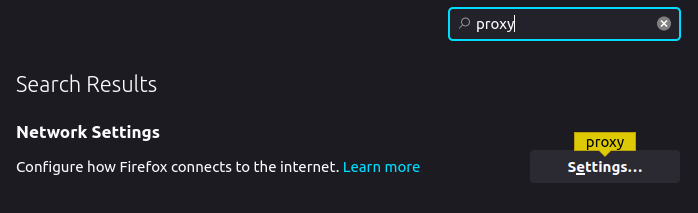 proxy
Search Results
Network Settings
proxy
Configure how Firefox connects to the internet. Learn more
Settings...